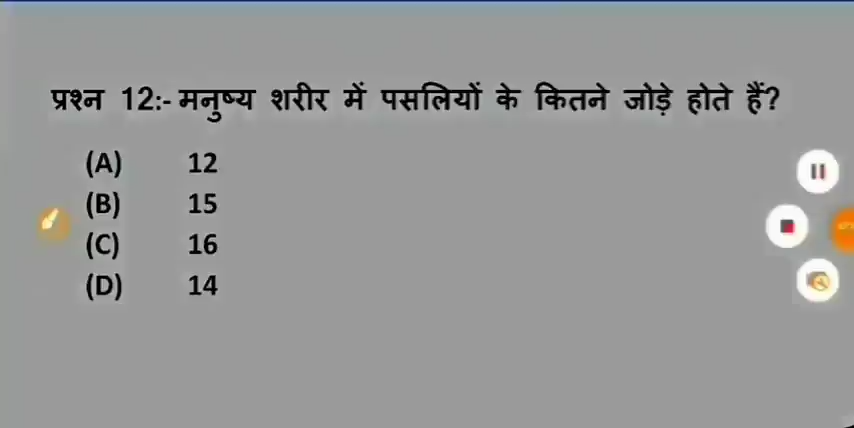 प्रश्न 12:- मनुष्य शरीर में पसलियों के कितने जोड़े होते हैं?
(A) 12
(B) 15
(C) 16
(D) 14